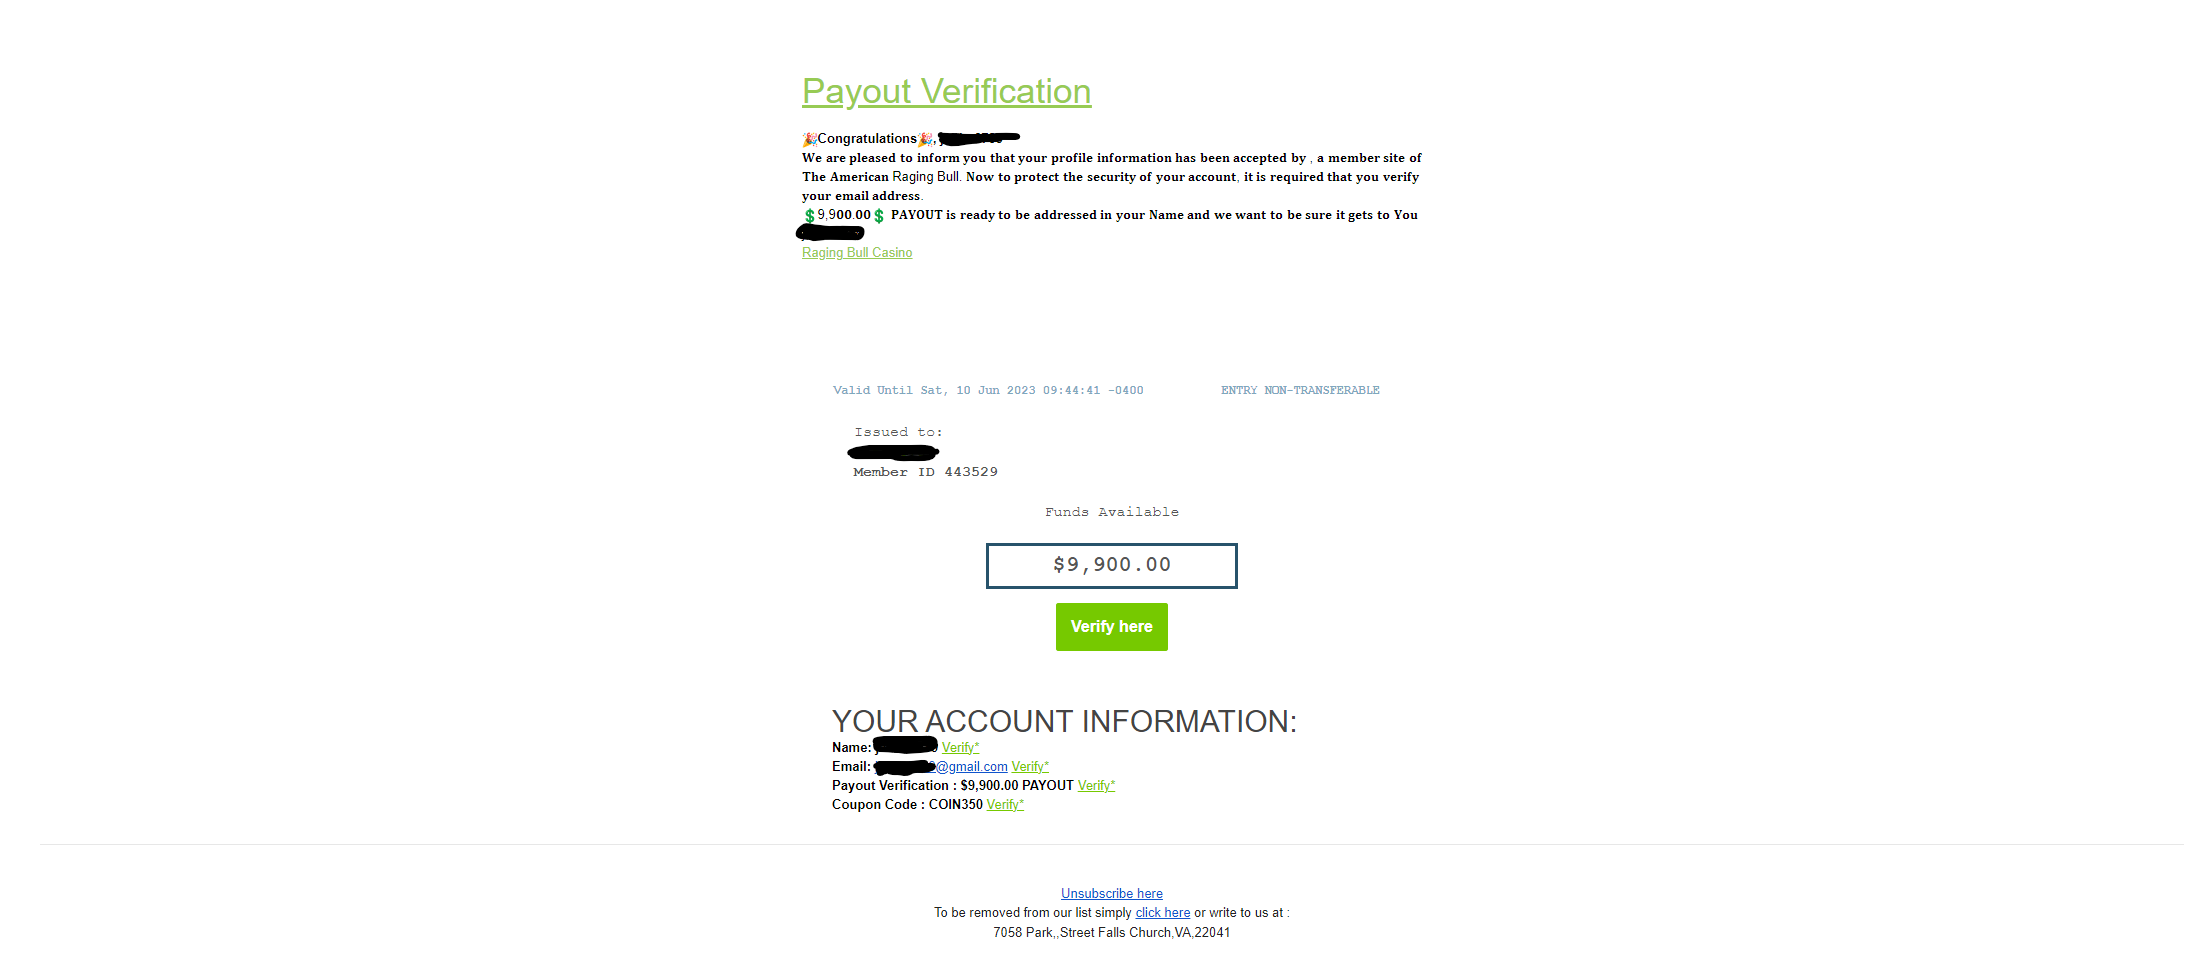 Payout Verification
🎉Congratulations🎉,
We are pleased to inform you that your profile information has been accepted by , a member site of
The American Raging Bull. Now to protect the security of your account, it is required that you verify
your email address.
💲9,900.00💲 PAYOUT is ready to be addressed in your Name and we want to be sure it gets to You
Raging Bull Casino
Valid Until Sat, 10 Jun 2023 09:44:41 -0400 ENTRY NON-TRANSFERABLE
Issued to:
Member ID 443529
Funds Available
$9,900.00
Verify here
YOUR ACCOUNT INFORMATION:
Name: Verify*
Email: @gmail.com Verify*
Payout Verification : $9,900.00 PAYOUT Verify*
Coupon Code : COIN350 Verify*
Unsubscribe here
To be removed from our list simply click here or write to us at :
7058 Park,,Street Falls Church,VA,22041